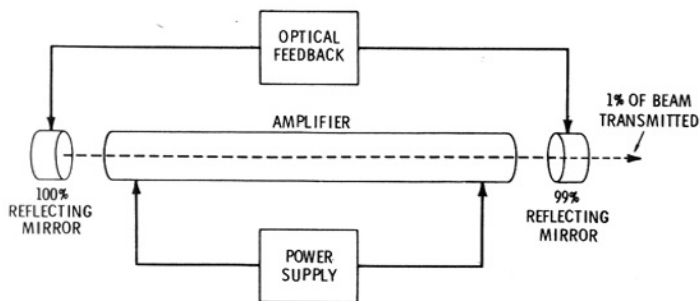 OPTICAL
FEEDBACK
1% OF BEAM
TRANSMITTED
AMPLIFIER
100%
REFLECTING
MIRROR
99%
REFLECTING
MIRROR
POWER
SUPPLY